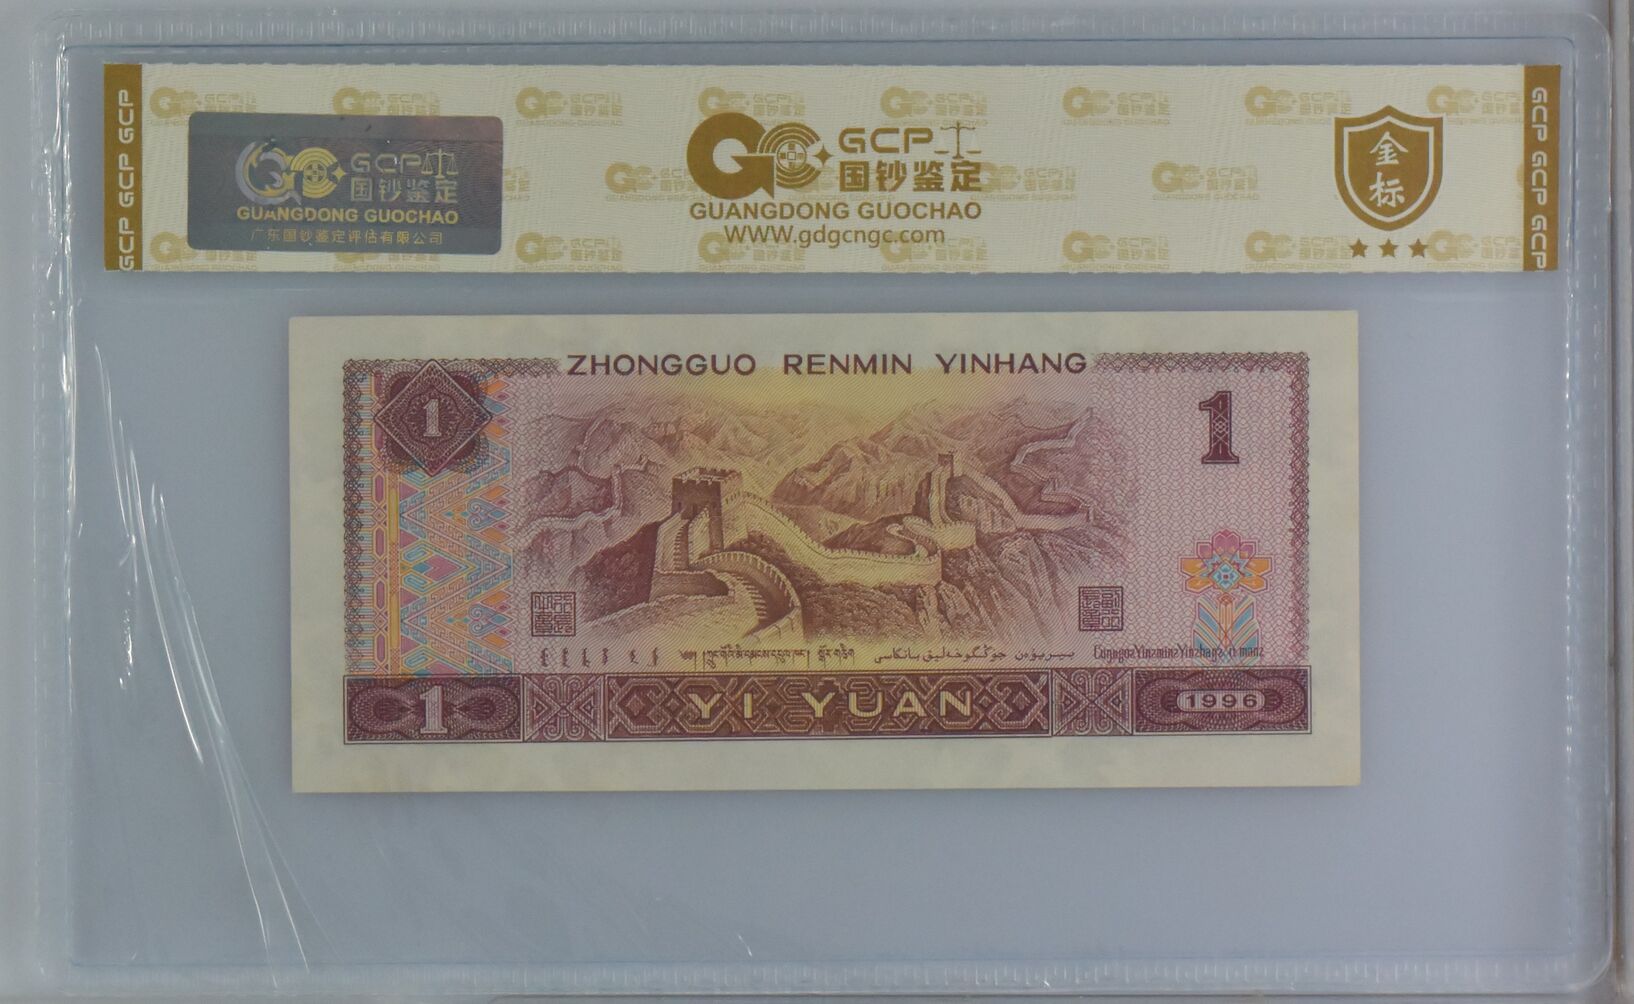 GCP
国钞鉴定
GUANGDONG GUOCHAO
广东国钞鉴定评估有限公司
GCP
国钞鉴定
GUANGDONG GUOCHAO
WWW.gdgcngc.com
金标
GCP GCP GCP
GCP GCP GCP
ZHONGGUO RENMIN YINHANG
1
1
1
YI YUAN
1996